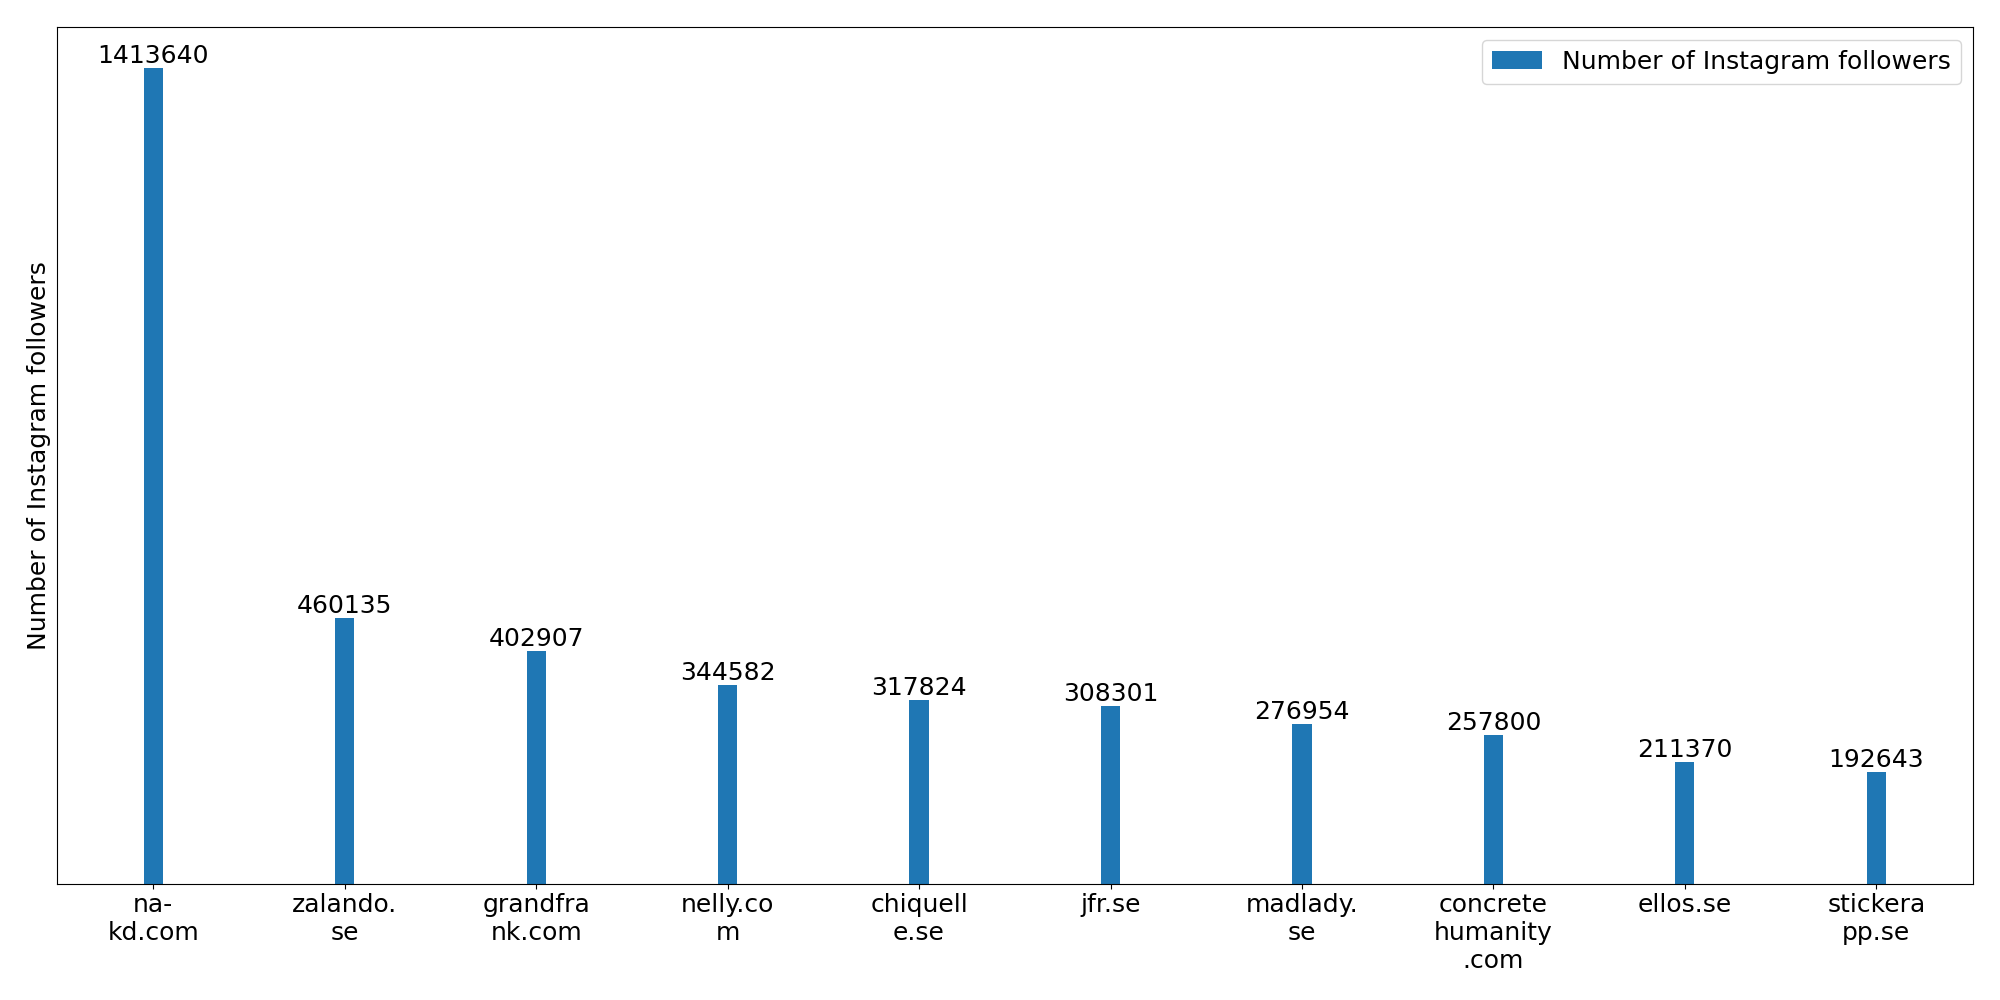 1413640
Number of Instagram followers
Number of Instagram followers
460135
402907
344582
317824
308301
276954
257800
211370
192643
na-
kd.com
zalando.
se
grandfra
nk.com
nelly.co
m
chiquell
e.se
jfr.se
madlady.
se
concrete
humanity
.com
ellos.se
stickera
pp.se